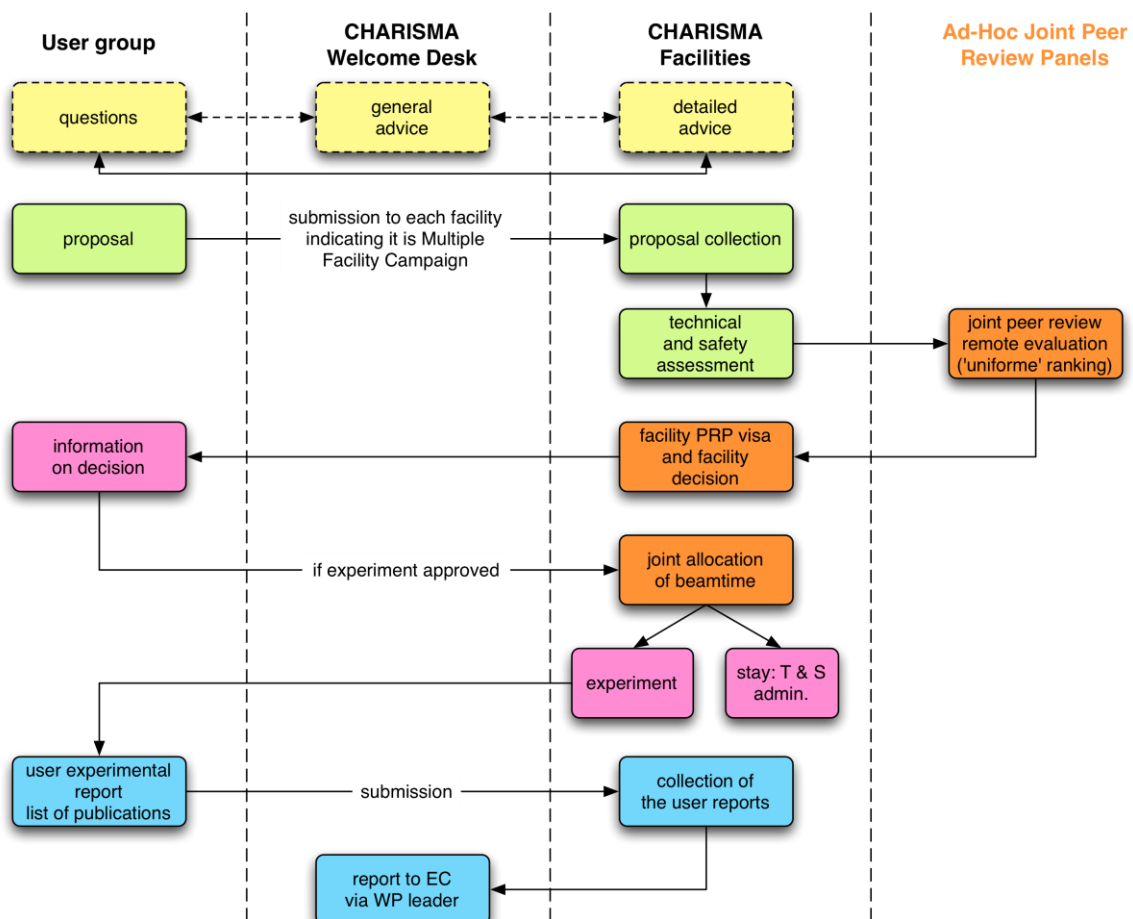 User group
CHARISMA
Welcome Desk
CHARISMA
Facilities
Ad-Hoc Joint Peer
Review Panels
questions
general
advice
detailed
advice
proposal
submission to each facility
indicating it is Multiple
Facility Campaign
proposal collection
technical
and safety
assessment
joint peer review
remote evaluation
('uniforme' ranking)
information
on decision
facility PRP visa
and facility
decision
if experiment approved
joint allocation
of beamtime
experiment
stay: T & S
admin.
user experimental
report
list of publications
submission
collection of
the user reports
report to EC
via WP leader